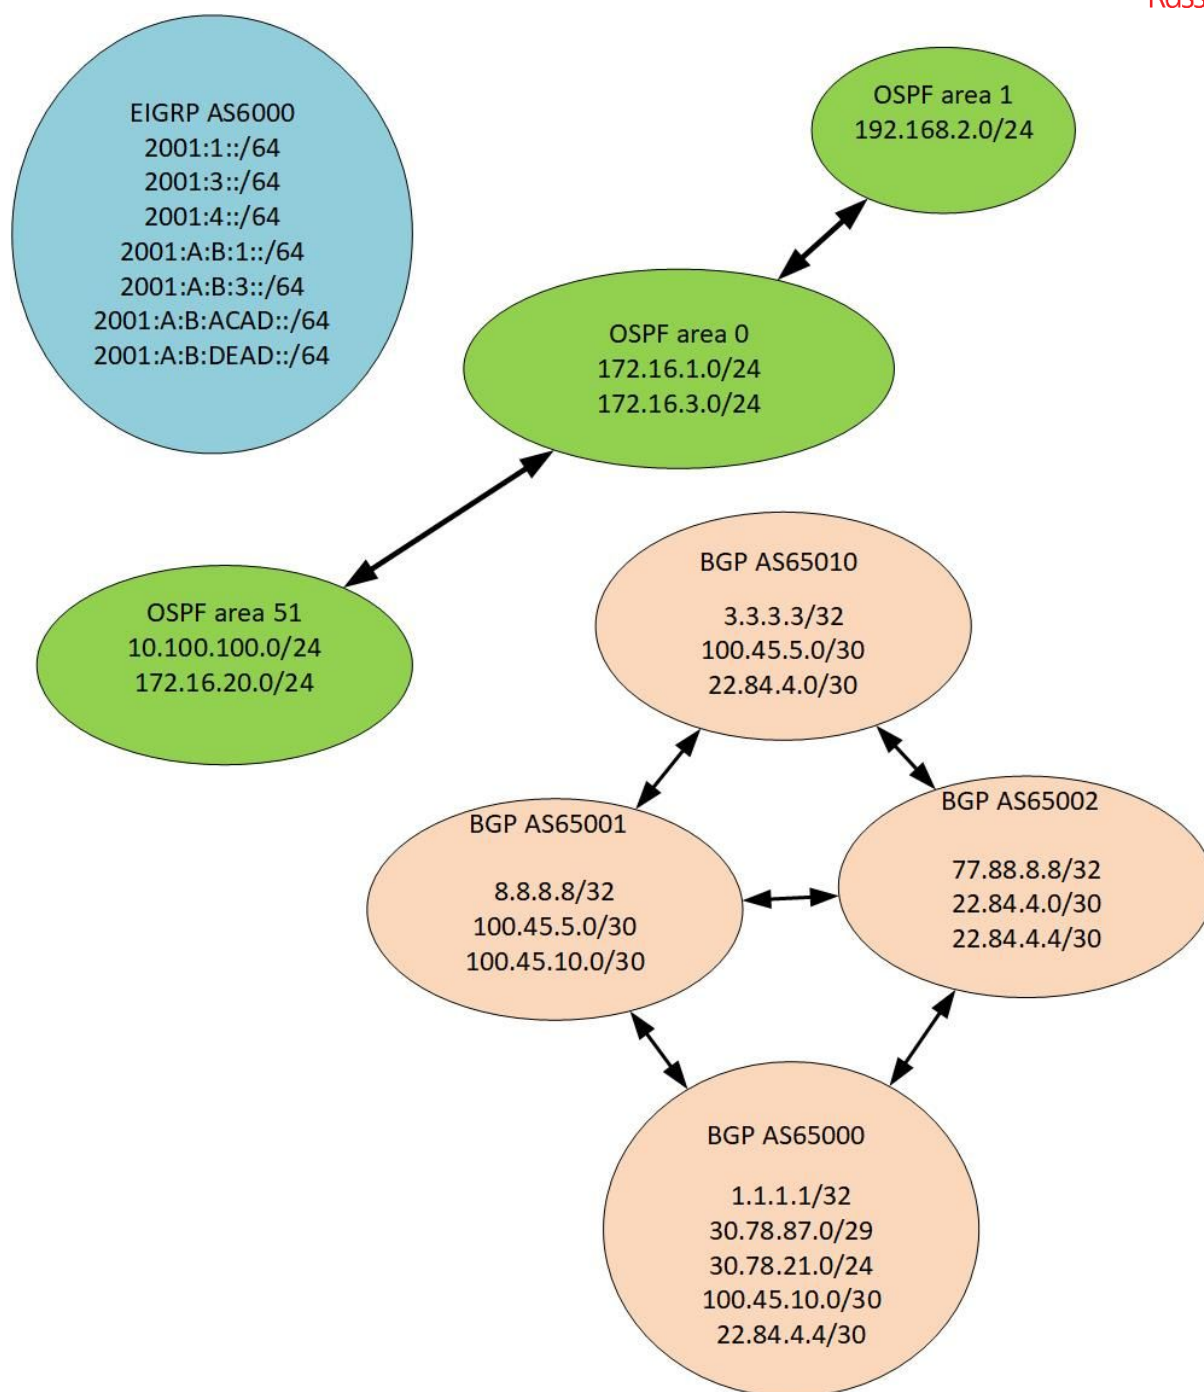 EIGRP AS6000
2001:1::/64
2001:3::/64
2001:4::/64
2001:A:B:1::/64
2001:A:B:3::/64
2001:A:B:ACAD::/64
2001:A:B:DEAD::/64
OSPF area 1
192.168.2.0/24
OSPF area 0
172.16.1.0/24
172.16.3.0/24
OSPF area 51
10.100.100.0/24
172.16.20.0/24
BGP AS65010
3.3.3.3/32
100.45.5.0/30
22.84.4.0/30
BGP AS65001
8.8.8.8/32
100.45.5.0/30
100.45.10.0/30
BGP AS65002
77.88.8.8/32
22.84.4.0/30
22.84.4.4/30
BGP AS65000
1.1.1.1/32
30.78.87.0/29
30.78.21.0/24
100.45.10.0/30
22.84.4.4/30